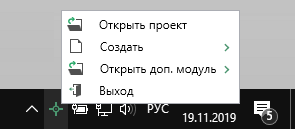 Открыть проект
Создать
Открыть доп. модуль
Выход
РУС
19.11.2019
5